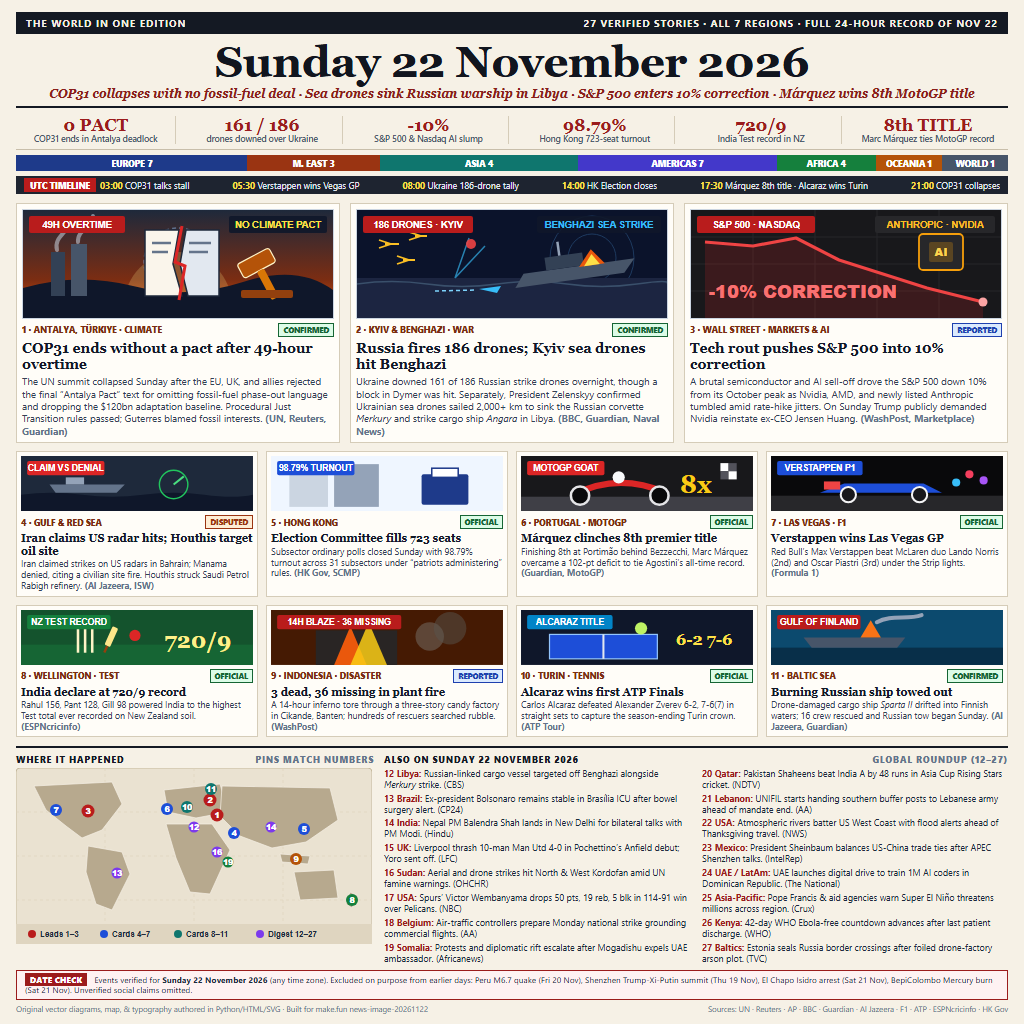 THE WORLD IN ONE EDITION
27 VERIFIED STORIES · ALL 7 REGIONS · FULL 24-HOUR RECORD OF NOV 22
Sunday 22 November 2026
COP31 collapses with no fossil-fuel deal · Sea drones sink Russian warship in Libya · S&P 500 enters 10% correction · Márquez wins 8th MotoGP title
0 PACT
COP31 ends in Antalya deadlock
161 / 186
drones downed over Ukraine
-10%
S&P 500 & Nasdaq AI slump
98.79%
Hong Kong 723-seat turnout
720/9
India Test record in NZ
8th TITLE
Marc Márquez ties MotoGP record
EUROPE 7
M. EAST 3
ASIA 4
AMERICAS 7
AFRICA 4
OCEANIA 1
WORLD 1
UTC TIMELINE
03:00 COP31 talks stall
05:30 Verstappen wins Vegas GP
08:00 Ukraine 186-drone tally
14:00 HK Election closes
17:30 Márquez 8th title · Alcaraz wins Turin
21:00 COP31 collapses
49H OVERTIME
NO CLIMATE PACT
1 · ANTALYA, TÜRKIYE · CLIMATE
CONFIRMED
COP31 ends without a pact after 49-hour
overtime
The UN summit collapsed Sunday after the EU, UK, and allies rejected
the final "Antalya Pact" text for omitting fossil-fuel phase-out language
and dropping the $120bn adaptation baseline. Procedural Just
Transition rules passed; Guterres blamed fossil interests. (UN, Reuters,
Guardian)
186 DRONES · KYIV
BENGHAZI SEA STRIKE
2 · KYIV & BENGHAZI · WAR
CONFIRMED
Russia fires 186 drones; Kyiv sea drones
hit Benghazi
Ukraine downed 161 of 186 Russian strike drones overnight, though a
block in Dymer was hit. Separately, President Zelenskyy confirmed
Ukrainian sea drones sailed 2,000+ km to sink the Russian corvette
Merkury and strike cargo ship Angara in Libya. (BBC, Guardian, Naval
News)
S&P 500 · NASDAQ
ANTHROPIC · NVIDIA
AI
-10% CORRECTION
3 · WALL STREET · MARKETS & AI
REPORTED
Tech rout pushes S&P 500 into 10%
correction
A brutal semiconductor and AI sell-off drove the S&P 500 down 10%
from its October peak as Nvidia, AMD, and newly listed Anthropic
tumbled amid rate-hike jitters. On Sunday Trump publicly demanded
Nvidia reinstate ex-CEO Jensen Huang. (WashPost, Marketplace)
CLAIM VS DENIAL
4 · GULF & RED SEA
DISPUTED
Iran claims US radar hits; Houthis target
oil site
Iran claimed strikes on US radars in Bahrain; Manama
denied, citing a civilian site fire. Houthis struck Saudi Petrol
Rabigh refinery. (Al Jazeera, ISW)
98.79% TURNOUT
5 · HONG KONG
OFFICIAL
Election Committee fills 723 seats
Subsector ordinary polls closed Sunday with 98.79%
turnout across 31 subsectors under "patriots administering"
rules. (HK Gov, SCMP)
MOTOGP GOAT
8x
6 · PORTUGAL · MOTOGP
OFFICIAL
Márquez clinches 8th premier title
Finishing 8th at Portimão behind Bezzecchi, Marc Márquez
overcame a 102-pt deficit to tie Agostini's all-time record.
(Guardian, MotoGP)
VERSTAPPEN P1
7 · LAS VEGAS · F1
OFFICIAL
Verstappen wins Las Vegas GP
Red Bull's Max Verstappen beat McLaren duo Lando Norris
(2nd) and Oscar Piastri (3rd) under the Strip lights.
(Formula 1)
NZ TEST RECORD
720/9
8 · WELLINGTON · TEST
OFFICIAL
India declare at 720/9 record
Rahul 156, Pant 128, Gill 98 powered India to the highest
Test total ever recorded on New Zealand soil.
(ESPNcricinfo)
14H BLAZE · 36 MISSING
9 · INDONESIA · DISASTER
REPORTED
3 dead, 36 missing in plant fire
A 14-hour inferno tore through a three-story candy factory
in Cikande, Banten; hundreds of rescuers searched rubble.
(WashPost)
ALCARAZ TITLE
6-2 7-6
10 · TURIN · TENNIS
OFFICIAL
Alcaraz wins first ATP Finals
Carlos Alcaraz defeated Alexander Zverev 6-2, 7-6(7) in
straight sets to capture the season-ending Turin crown.
(ATP Tour)
GULF OF FINLAND
11 · BALTIC SEA
CONFIRMED
Burning Russian ship towed out
Drone-damaged cargo ship Sparta II drifted into Finnish
waters; 16 crew rescued and Russian tow began Sunday. (Al
Jazeera, Guardian)
WHERE IT HAPPENED
PINS MATCH NUMBERS
7
3
6
10
11
2
1
12
4
14
5
16
19
9
13
8
Leads 1–3
Cards 4–7
Cards 8–11
Digest 12–27
ALSO ON SUNDAY 22 NOVEMBER 2026
GLOBAL ROUNDUP (12–27)
12 Libya: Russian-linked cargo vessel targeted off Benghazi alongside
Merkury strike. (CBS)
13 Brazil: Ex-president Bolsonaro remains stable in Brasília ICU after bowel
surgery alert. (CP24)
14 India: Nepal PM Balendra Shah lands in New Delhi for bilateral talks with
PM Modi. (Hindu)
15 UK: Liverpool thrash 10-man Man Utd 4-0 in Pochettino's Anfield debut;
Yoro sent off. (LFC)
16 Sudan: Aerial and drone strikes hit North & West Kordofan amid UN
famine warnings. (OHCHR)
17 USA: Spurs' Victor Wembanyama drops 50 pts, 19 reb, 5 blk in 114-91 win
over Pelicans. (NBC)
18 Belgium: Air-traffic controllers prepare Monday national strike grounding
commercial flights. (AA)
19 Somalia: Protests and diplomatic rift escalate after Mogadishu expels UAE
ambassador. (Africanews)
20 Qatar: Pakistan Shaheens beat India A by 48 runs in Asia Cup Rising Stars
cricket. (NDTV)
21 Lebanon: UNIFIL starts handing southern buffer posts to Lebanese army
ahead of mandate end. (AA)
22 USA: Atmospheric rivers batter US West Coast with flood alerts ahead of
Thanksgiving travel. (NWS)
23 Mexico: President Sheinbaum balances US-China trade ties after APEC
Shenzhen talks. (IntelRep)
24 UAE / LatAm: UAE launches digital drive to train 1M AI coders in
Dominican Republic. (The National)
25 Asia-Pacific: Pope Francis & aid agencies warn Super El Niño threatens
millions across region. (Crux)
26 Kenya: 42-day WHO Ebola-free countdown advances after last patient
discharge. (WHO)
27 Baltics: Estonia seals Russia border crossings after foiled drone-factory
arson plot. (TVC)
DATE CHECK
Events verified for Sunday 22 November 2026 (any time zone). Excluded on purpose from earlier days: Peru M6.7 quake (Fri 20 Nov), Shenzhen Trump-Xi-Putin summit (Thu 19 Nov), El Chapo Isidro arrest (Sat 21 Nov), BepiColombo Mercury burn
(Sat 21 Nov). Unverified social claims omitted.
Original vector diagrams, map, & typography authored in Python/HTML/SVG · Built for make.fun news-image-20261122
Sources: UN · Reuters · AP · BBC · Guardian · Al Jazeera · F1 · ATP · ESPNcricinfo · HK Gov